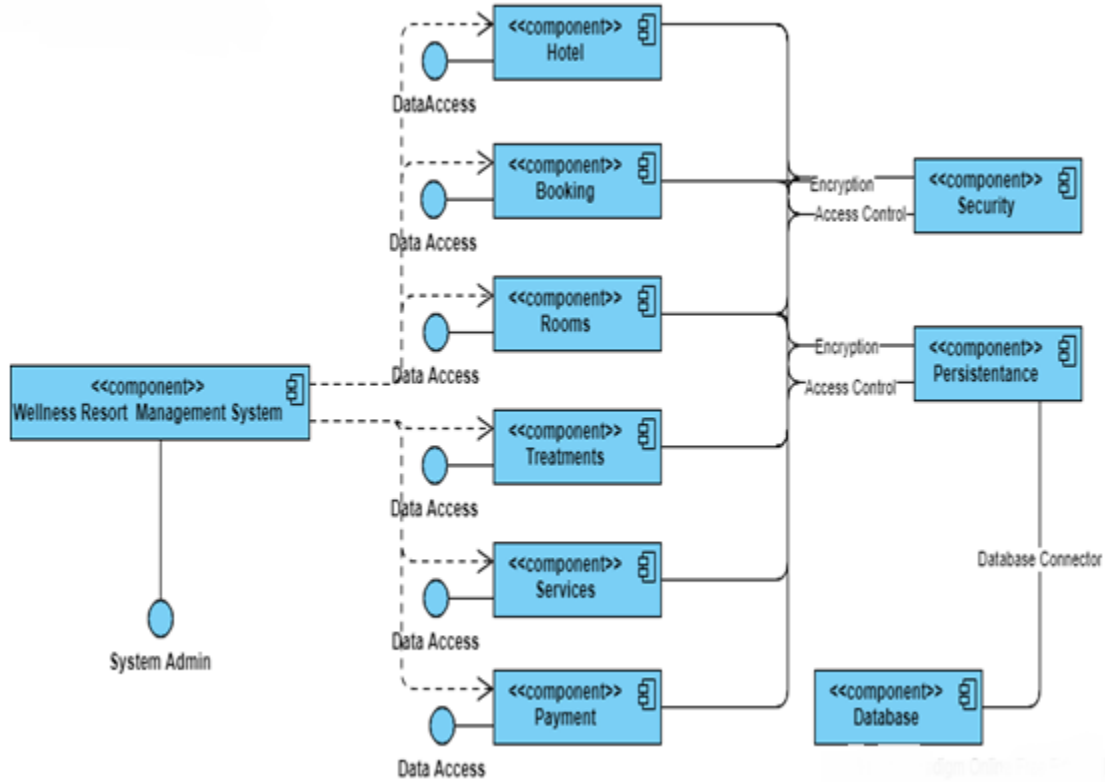 <<component>>
Hotel
DataAccess
<<component>>
Booking
Data Access
<<component>>
Rooms
Data Access
<<component>>
Treatments
Data Access
<<component>>
Services
Data Access
<<component>>
Payment
Data Access
<<component>>
Wellness Resort Management System
System Admin
Encryption
Access Control
<<component>>
Security
Encryption
Access Control
<<component>>
Persistentance
Database Connector
<<component>>
Database